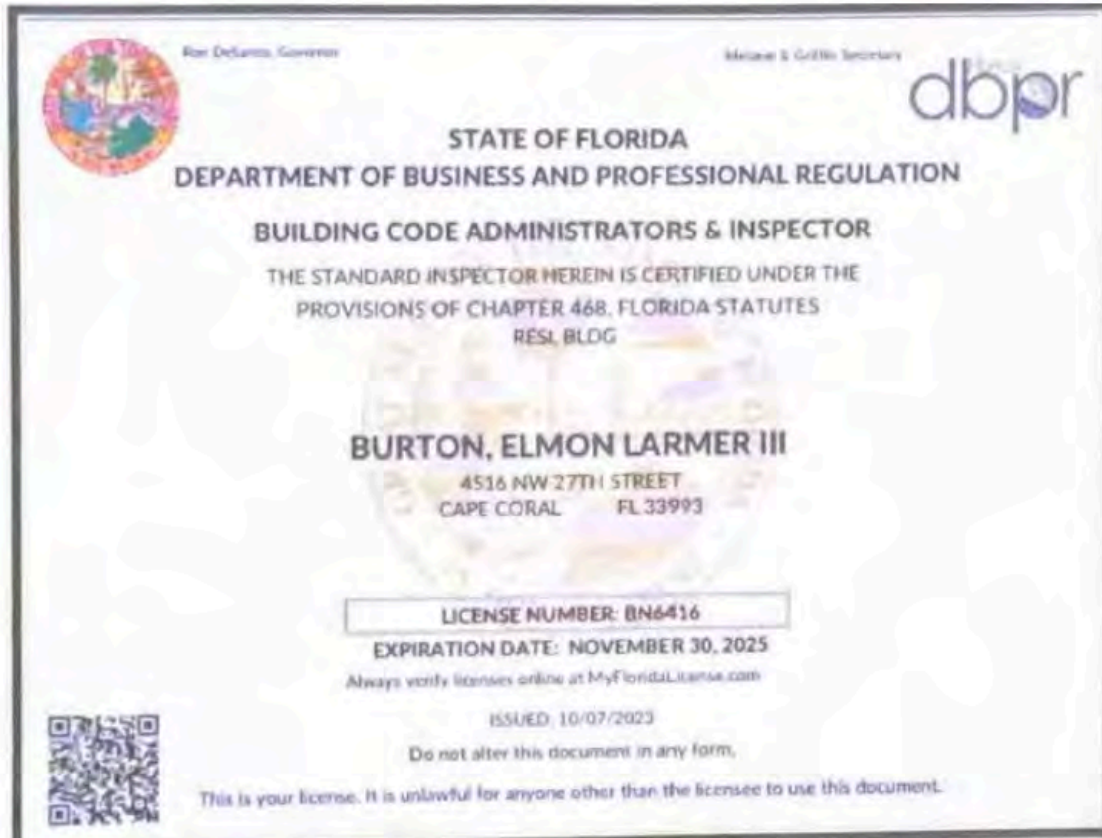 Ron DeSantis, Governor
Melanie S. Griffin, Secretary
dbpr
STATE OF FLORIDA
DEPARTMENT OF BUSINESS AND PROFESSIONAL REGULATION
BUILDING CODE ADMINISTRATORS & INSPECTOR
THE STANDARD INSPECTOR HEREIN IS CERTIFIED UNDER THE
PROVISIONS OF CHAPTER 468, FLORIDA STATUTES
RESI. BLDG
BURTON, ELMON LARMER III
4516 NW 27TH STREET
CAPE CORAL FL 33993
LICENSE NUMBER: BN6416
EXPIRATION DATE: NOVEMBER 30, 2025
Always verify licenses online at MyFloridaLicense.com
ISSUED: 10/07/2023
Do not alter this document in any form.
This is your license. It is unlawful for anyone other than the licensee to use this document.